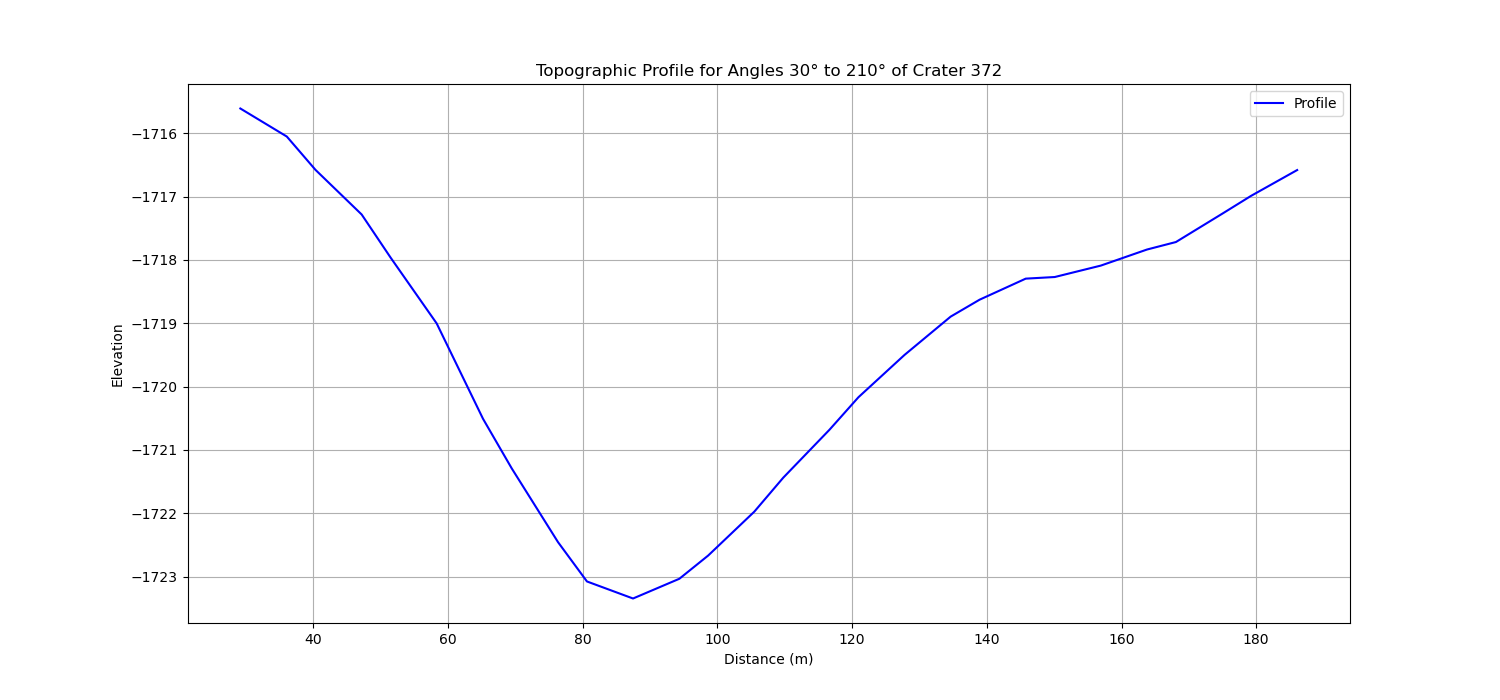 Topographic Profile for Angles 30° to 210° of Crater 372
Profile
−1716
−1717
−1718
−1719
−1720
−1721
−1722
−1723
Elevation
40 60 80 100 120 140 160 180
Distance (m)